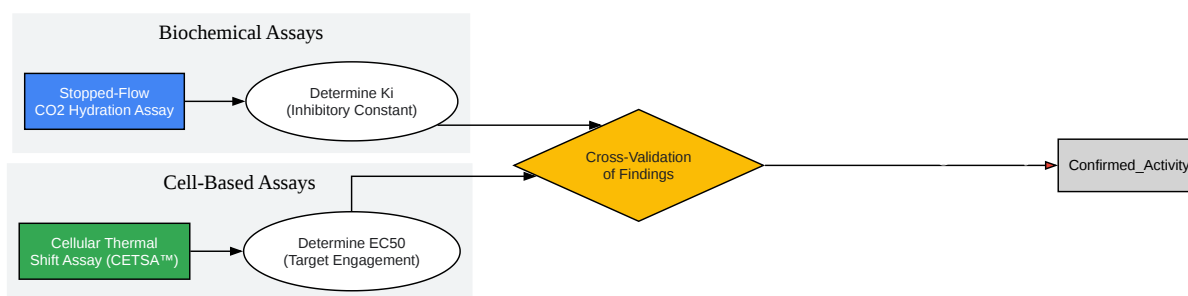 Biochemical Assays
Stopped-Flow
CO2 Hydration Assay
Determine Ki
(Inhibitory Constant)
Cross-Validation
of Findings
Confirmed_Activity
Cell-Based Assays
Cellular Thermal
Shift Assay (CETSA™)
Determine EC50
(Target Engagement)